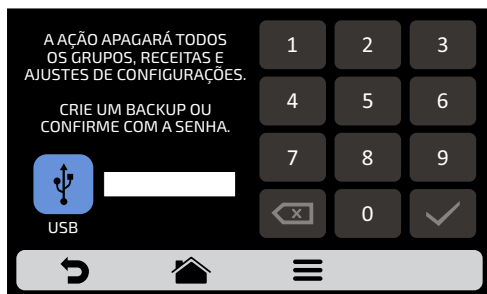 A AÇÃO APAGARÁ TODOS
OS GRUPOS, RECEITAS E
AJUSTES DE CONFIGURAÇÕES.
CRIE UM BACKUP OU
CONFIRME COM A SENHA.
USB
1 2 3
4 5 6
7 8 9
0